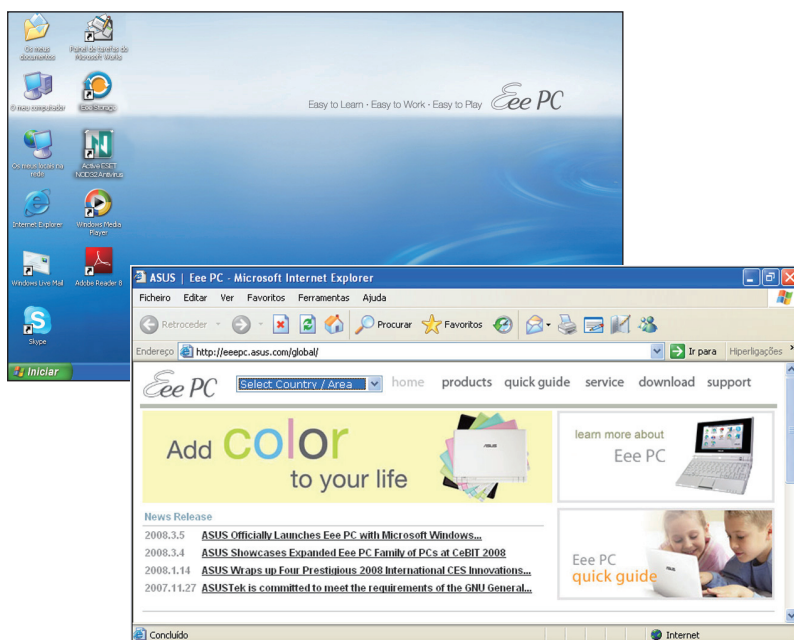 Os meus documentos
Painel de tarefas do Microsoft Works
O meu computador
Eee Storage
Os meus locais na rede
Active ESET NOD32 Antivirus
Internet Explorer
Windows Media Player
Windows Live Mail
Adobe Reader 8
Skype
Iniciar
Easy to Learn · Easy to Work · Easy to Play Eee PC
ASUS | Eee PC - Microsoft Internet Explorer
Ficheiro Editar Ver Favoritos Ferramentas Ajuda
Retroceder Procurar Favoritos
Endereço http://eeepc.asus.com/global/ Ir para Hiperligações
Eee PC Select Country / Area home products quick guide service download support
Add color
to your life
learn more about
Eee PC
News Release
2008.3.5 ASUS Officially Launches Eee PC with Microsoft Windows...
2008.3.4 ASUS Showcases Expanded Eee PC Family of PCs at CeBIT 2008
2008.1.14 ASUS Wraps up Four Prestigious 2008 International CES Innovations...
2007.11.27 ASUSTek is committed to meet the requirements of the GNU General...
Eee PC
quick guide
Concluído Internet